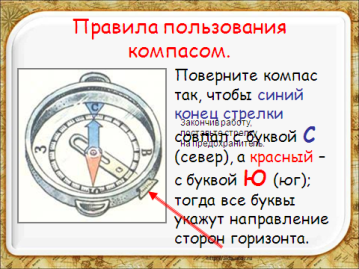 Правила пользования
компасом.
Поверните компас
так, чтобы синий
конец стрелки
совпал с буквой С
(север), а красный –
с буквой Ю (юг);
тогда все буквы
укажут направление
сторон горизонта.
Закончив работу,
поставьте стрелку
на предохранитель.
С
З
В
Ю